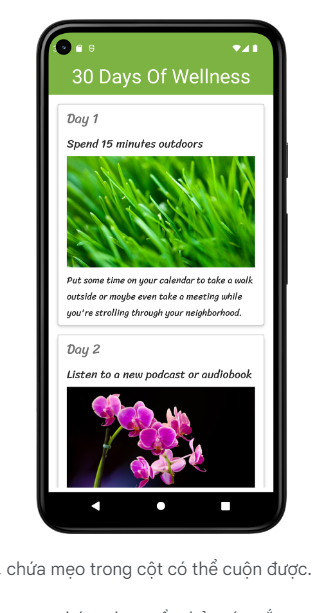 30 Days Of Wellness
Day 1
Spend 15 minutes outdoors
Put some time on your calendar to take a walk
outside or maybe even take a meeting while
you're strolling through your neighborhood.
Day 2
Listen to a new podcast or audiobook
chứa mẹo trong cột có thể cuộn được.